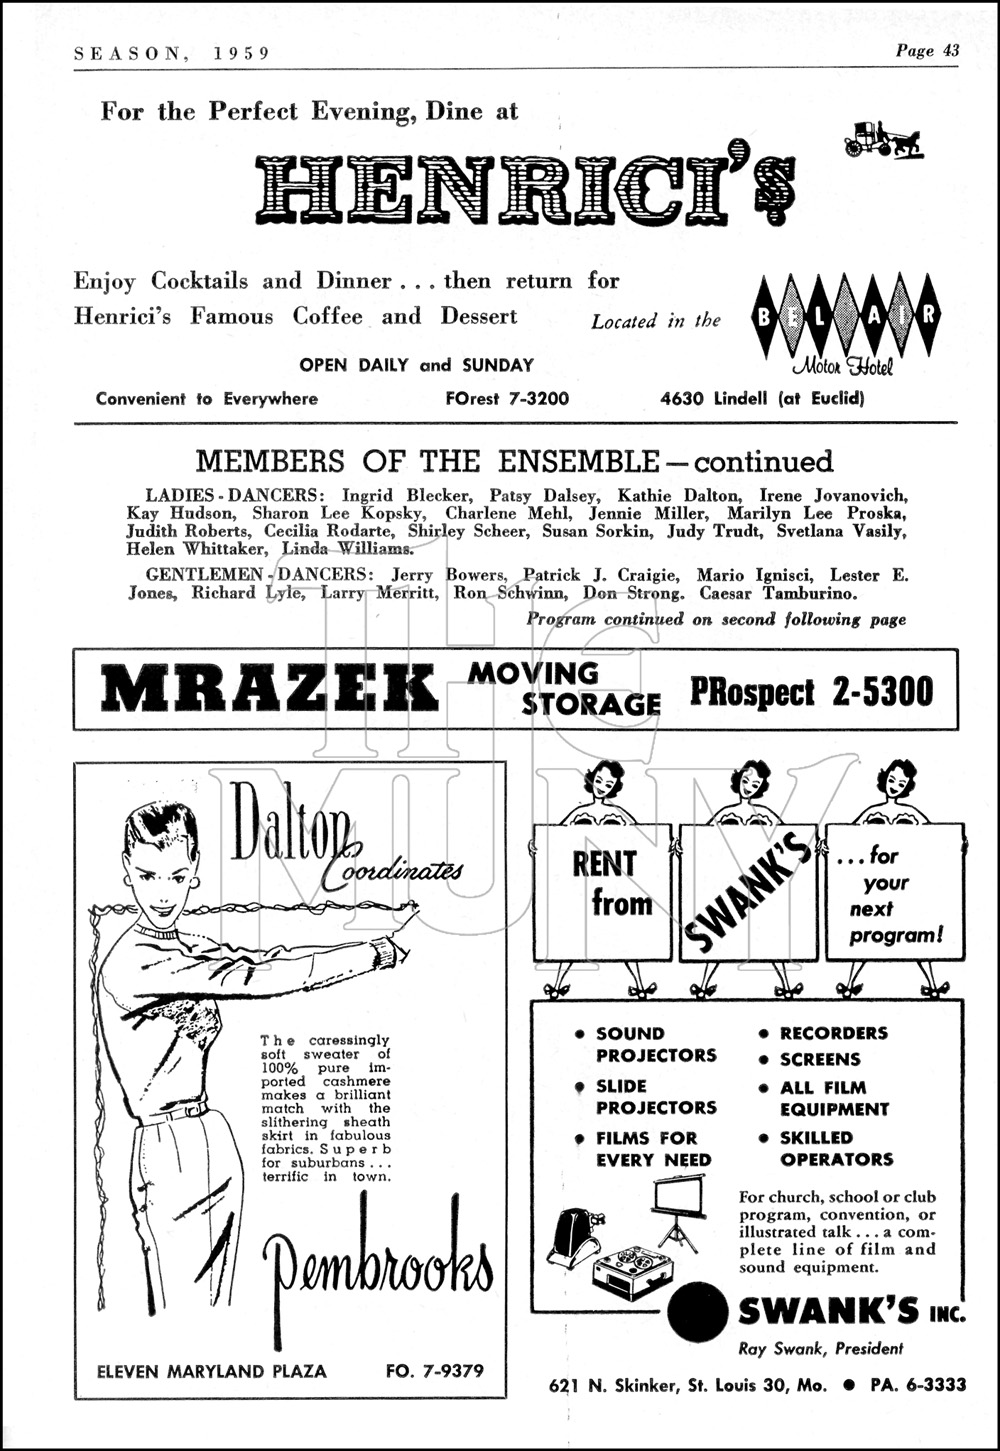 SEASON, 1959
Page 43
For the Perfect Evening, Dine at
HENRICI'S
Enjoy Cocktails and Dinner . . . then return for
Henrici's Famous Coffee and Dessert
Located in the
BEL AIR
Motor Hotel
OPEN DAILY and SUNDAY
Convenient to Everywhere
FOrest 7-3200
4630 Lindell (at Euclid)
MEMBERS OF THE ENSEMBLE — continued
LADIES - DANCERS: Ingrid Blecker, Patsy Dalsey, Kathie Dalton, Irene Jovanovich,
Kay Hudson, Sharon Lee Kopsky, Charlene Mehl, Jennie Miller, Marilyn Lee Proska,
Judith Roberts, Cecilia Rodarte, Shirley Scheer, Susan Sorkin, Judy Trudt, Svetlana Vasily,
Helen Whittaker, Linda Williams.
GENTLEMEN - DANCERS: Jerry Bowers, Patrick J. Craigie, Mario Ignisci, Lester E.
Jones, Richard Lyle, Larry Merritt, Ron Schwinn, Don Strong. Caesar Tamburino.
Program continued on second following page
MRAZEK
MOVING
STORAGE
PRospect 2-5300
THE
MUNY
Dalton
Coordinates
The caressingly
soft sweater of
100% pure im-
ported cashmere
makes a brilliant
match with the
slithering sheath
skirt in fabulous
fabrics. Superb
for suburbans . . .
terrific in town.
Pembrooks
ELEVEN MARYLAND PLAZA
FO. 7-9379
RENT
from
SWANK'S
. . . for
your
next
program!
• SOUND
PROJECTORS
• SLIDE
PROJECTORS
• FILMS FOR
EVERY NEED
• RECORDERS
• SCREENS
• ALL FILM
EQUIPMENT
• SKILLED
OPERATORS
For church, school or club
program, convention, or
illustrated talk . . . a com-
plete line of film and
sound equipment.
SWANK'S INC.
Ray Swank, President
621 N. Skinker, St. Louis 30, Mo. • PA. 6-3333